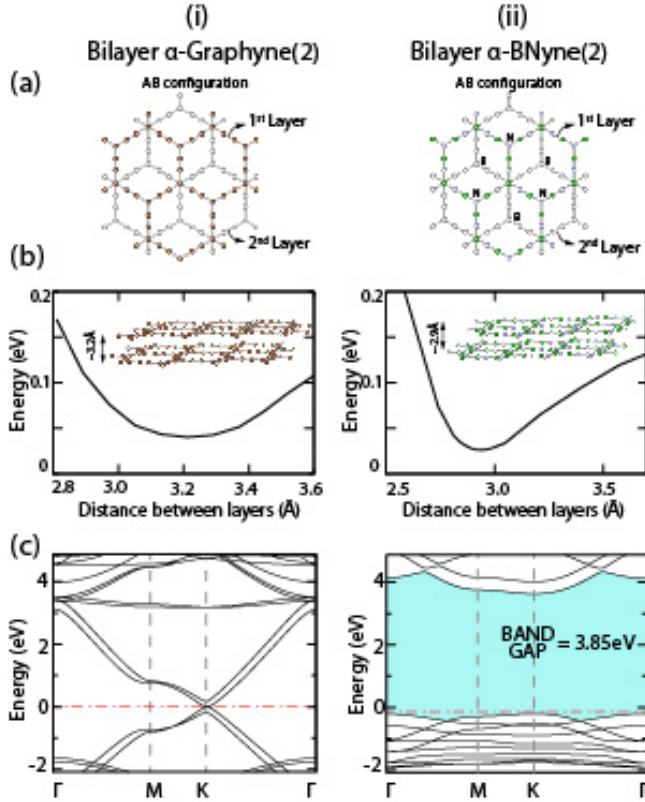 (i)
(ii)
Bilayer α-Graphyne(2)
Bilayer α-BNyne(2)
(a)
AB configuration
AB configuration
1st Layer
2nd Layer
N
B
B
N
N
B
1st Layer
2nd Layer
(b)
Energy (eV)
0.2
0.1
0
~3.2Å
2.8
3.0
3.2
3.4
3.6
Distance between layers (Å)
Energy (eV)
0.2
0.1
0
~2.9Å
2.5
3.0
3.5
Distance between layers (Å)
(c)
Energy (eV)
4
2
0
-2
Γ
M
K
Γ
Energy (eV)
4
2
0
-2
BAND
GAP = 3.85eV
Γ
M
K
Γ